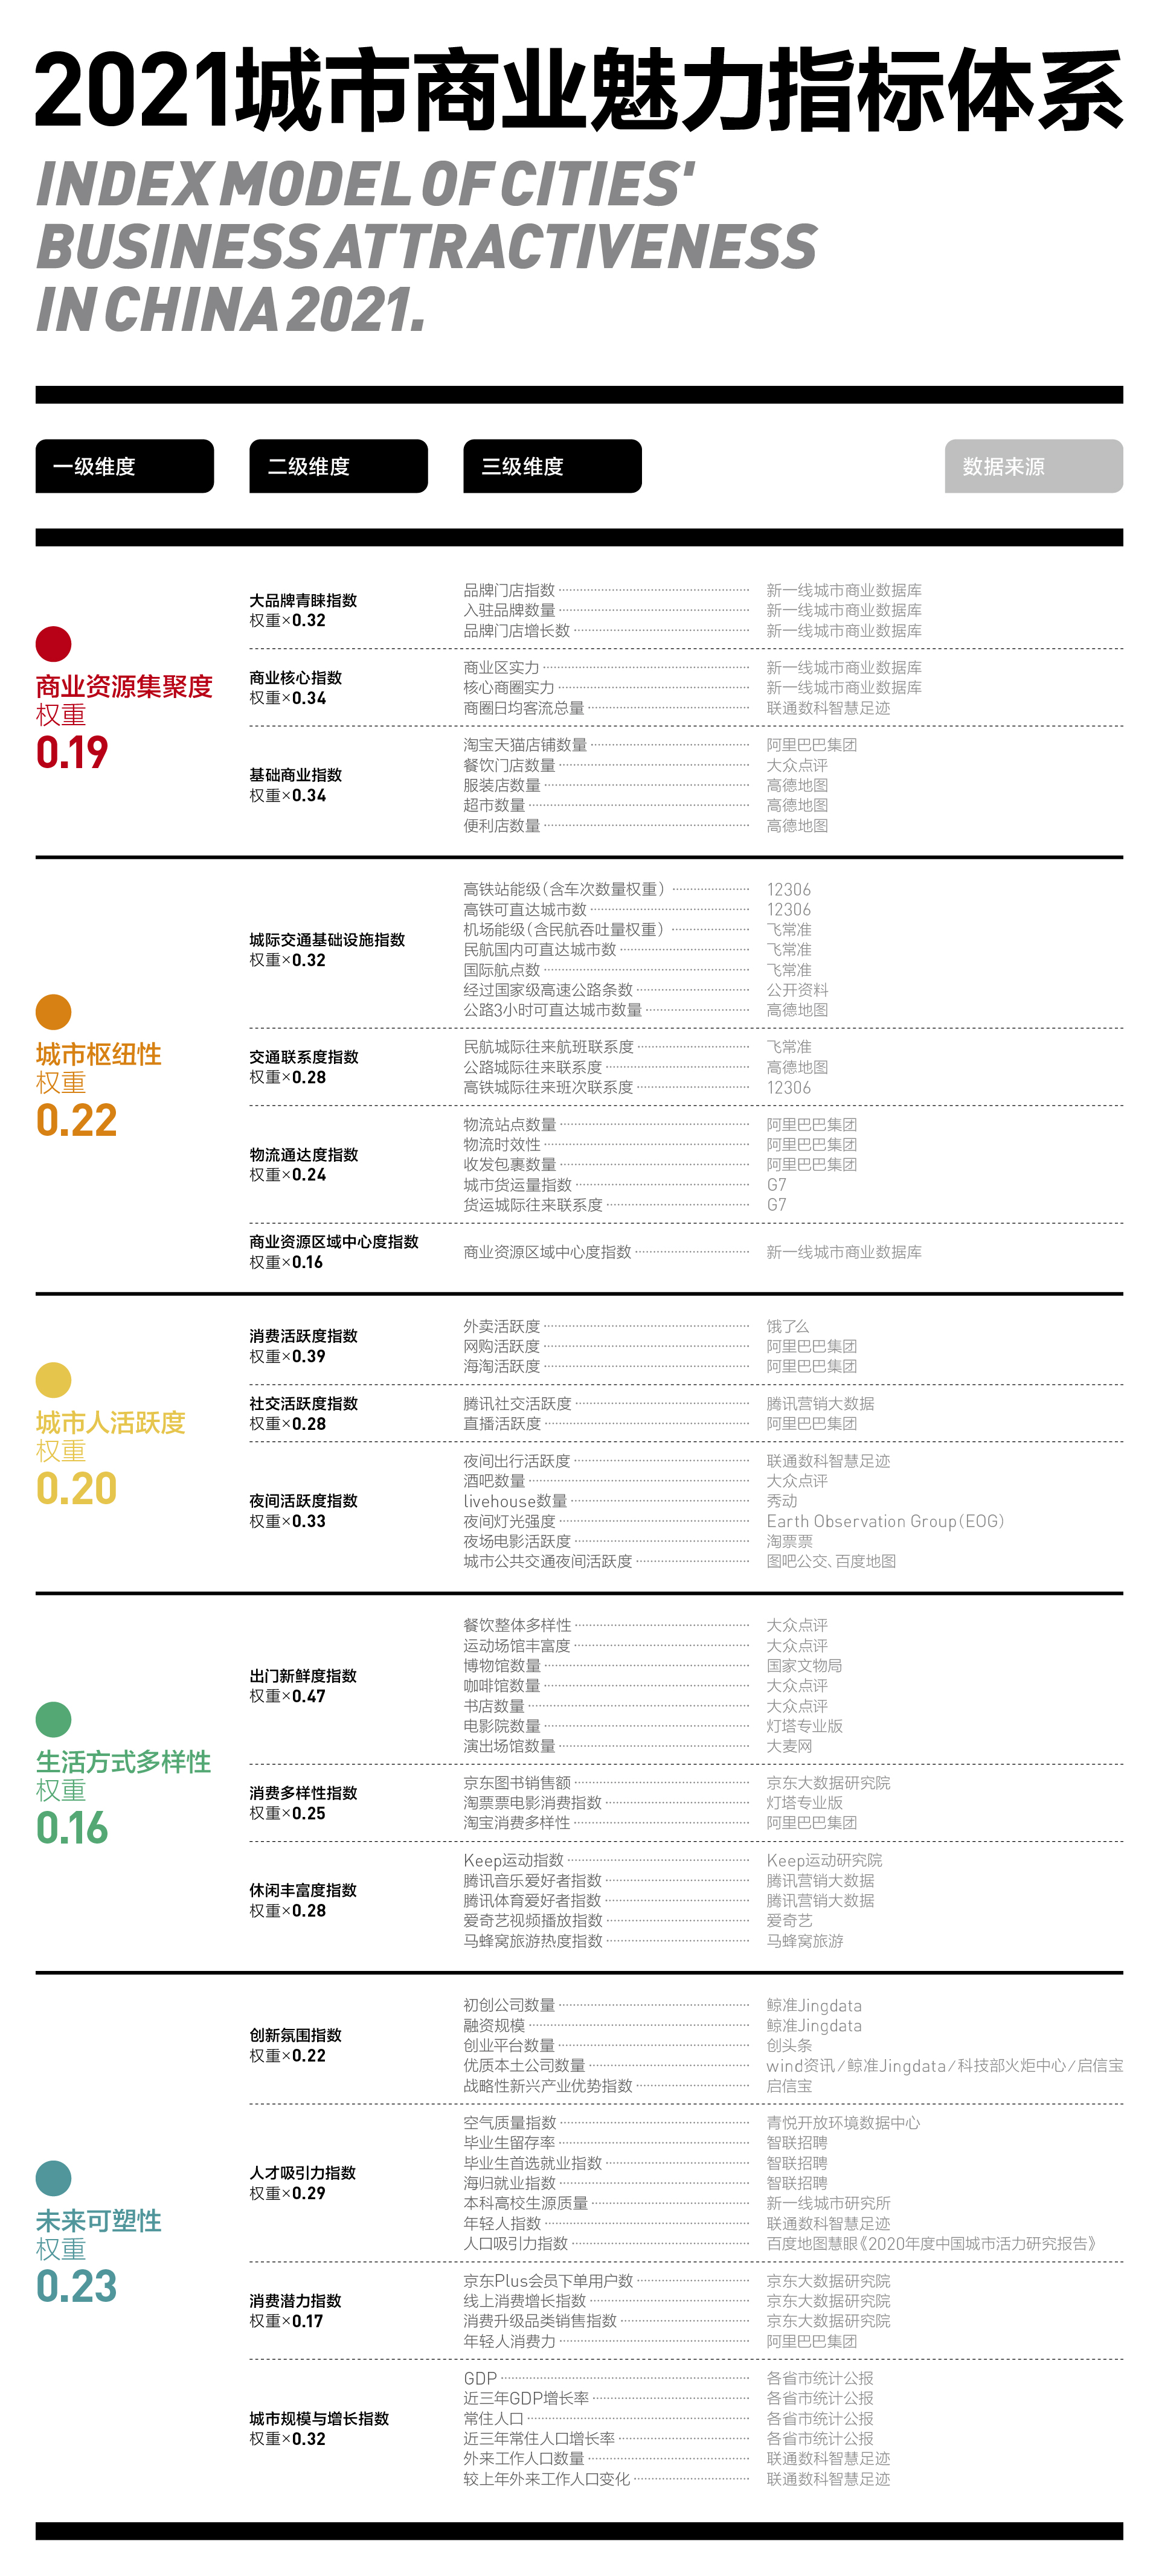 2021城市商业魅力指标体系
INDEX MODEL OF CITIES'
BUSINESS ATTRACTIVENESS
IN CHINA 2021.
一级维度 二级维度 三级维度 数据来源
商业资源集聚度
权重
0.19
大品牌青睐指数
权重×0.32
品牌门店指数 新一线城市商业数据库
入驻品牌数量 新一线城市商业数据库
品牌门店增长数 新一线城市商业数据库
商业核心指数
权重×0.34
商业区实力 新一线城市商业数据库
核心商圈实力 新一线城市商业数据库
商圈日均客流总量 联通数科智慧足迹
基础商业指数
权重×0.34
淘宝天猫店铺数量 阿里巴巴集团
餐饮门店数量 大众点评
服装店数量 高德地图
超市数量 高德地图
便利店数量 高德地图
城市枢纽性
权重
0.22
城际交通基础设施指数
权重×0.32
高铁站能级(含车次数量权重) 12306
高铁可直达城市数 12306
机场能级(含民航吞吐量权重) 飞常准
民航国内可直达城市数 飞常准
国际航点数 飞常准
经过国家级高速公路条数 公开资料
公路3小时可直达城市数量 高德地图
交通联系度指数
权重×0.28
民航城际往来航班联系度 飞常准
公路城际往来联系度 高德地图
高铁城际往来班次联系度 12306
物流通达度指数
权重×0.24
物流站点数量 阿里巴巴集团
物流时效性 阿里巴巴集团
收发包裹数量 阿里巴巴集团
城市货运量指数 G7
货运城际往来联系度 G7
商业资源区域中心度指数
权重×0.16
商业资源区域中心度指数 新一线城市商业数据库
城市人活跃度
权重
0.20
消费活跃度指数
权重×0.39
外卖活跃度 饿了么
网购活跃度 阿里巴巴集团
海淘活跃度 阿里巴巴集团
社交活跃度指数
权重×0.28
腾讯社交活跃度 腾讯营销大数据
直播活跃度 阿里巴巴集团
夜间活跃度指数
权重×0.33
夜间出行活跃度 联通数科智慧足迹
酒吧数量 大众点评
livehouse数量 秀动
夜间灯光强度 Earth Observation Group(EOG)
夜场电影活跃度 淘票票
城市公共交通夜间活跃度 图吧公交、百度地图
生活方式多样性
权重
0.16
出门新鲜度指数
权重×0.47
餐饮整体多样性 大众点评
运动场馆丰富度 大众点评
博物馆数量 国家文物局
咖啡馆数量 大众点评
书店数量 大众点评
电影院数量 灯塔专业版
演出场馆数量 大麦网
消费多样性指数
权重×0.25
京东图书销售额 京东大数据研究院
淘票票电影消费指数 灯塔专业版
淘宝消费多样性 阿里巴巴集团
休闲丰富度指数
权重×0.28
Keep运动指数 Keep运动研究院
腾讯音乐爱好者指数 腾讯营销大数据
腾讯体育爱好者指数 腾讯营销大数据
爱奇艺视频播放指数 爱奇艺
马蜂窝旅游热度指数 马蜂窝旅游
未来可塑性
权重
0.23
创新氛围指数
权重×0.22
初创公司数量 鲸准Jingdata
融资规模 鲸准Jingdata
创业平台数量 创头条
优质本土公司数量 wind资讯/鲸准Jingdata/科技部火炬中心/启信宝
战略性新兴产业优势指数 启信宝
人才吸引力指数
权重×0.29
空气质量指数 青悦开放环境数据中心
毕业生留存率 智联招聘
毕业生首选就业指数 智联招聘
海归就业指数 智联招聘
本科高校生源质量 新一线城市研究所
年轻人指数 联通数科智慧足迹
人口吸引力指数 百度地图慧眼《2020年度中国城市活力研究报告》
消费潜力指数
权重×0.17
京东Plus会员下单用户数 京东大数据研究院
线上消费增长指数 京东大数据研究院
消费升级品类销售指数 京东大数据研究院
年轻人消费力 阿里巴巴集团
城市规模与增长指数
权重×0.32
GDP 各省市统计公报
近三年GDP增长率 各省市统计公报
常住人口 各省市统计公报
近三年常住人口增长率 各省市统计公报
外来工作人口数量 联通数科智慧足迹
较上年外来工作人口变化 联通数科智慧足迹